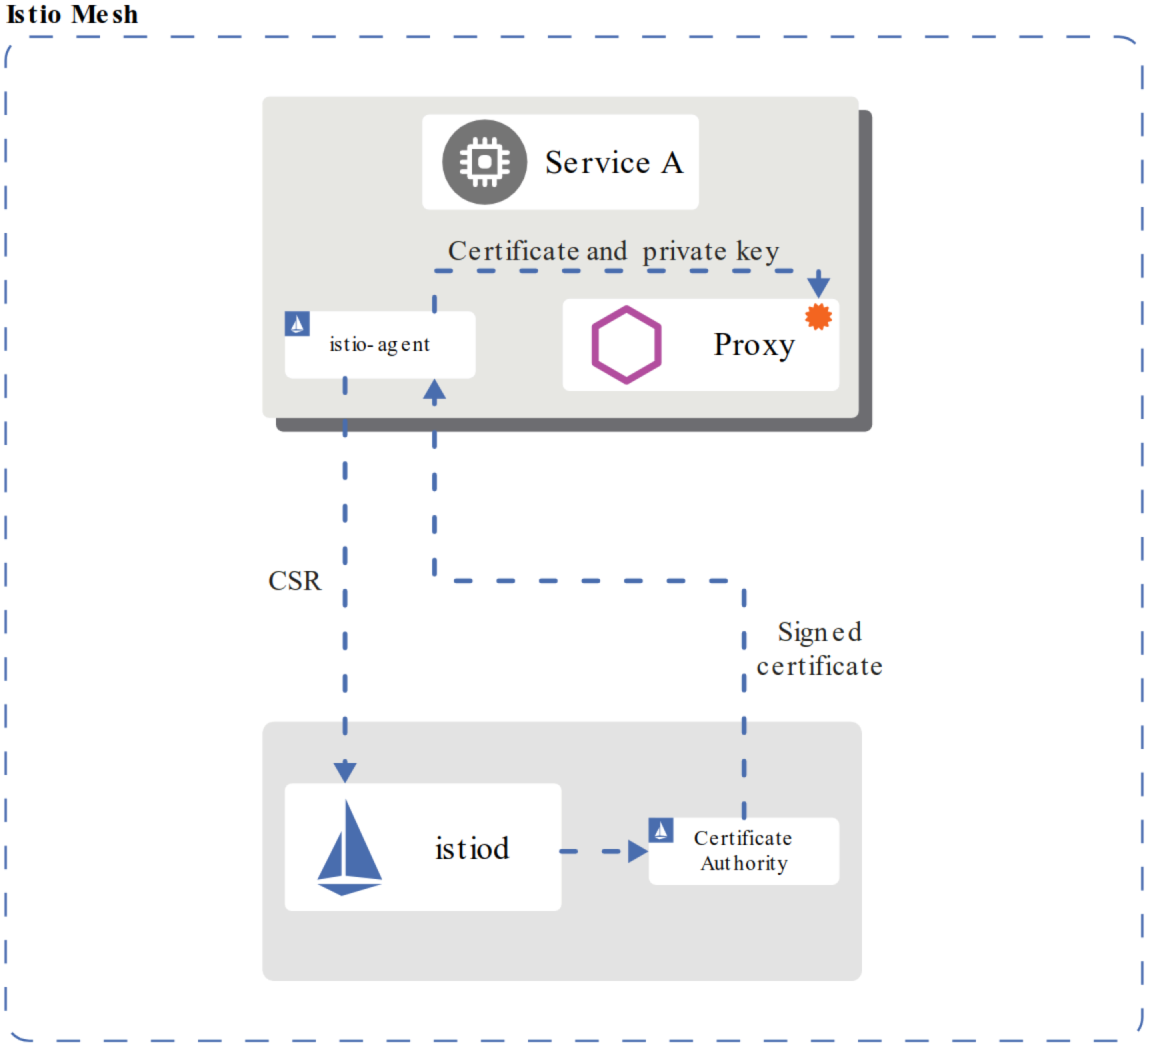 Istio Mesh
Service A
Certificate and private key
istio-agent
Proxy
CSR
Signed
certificate
istiod
Certificate
Authority